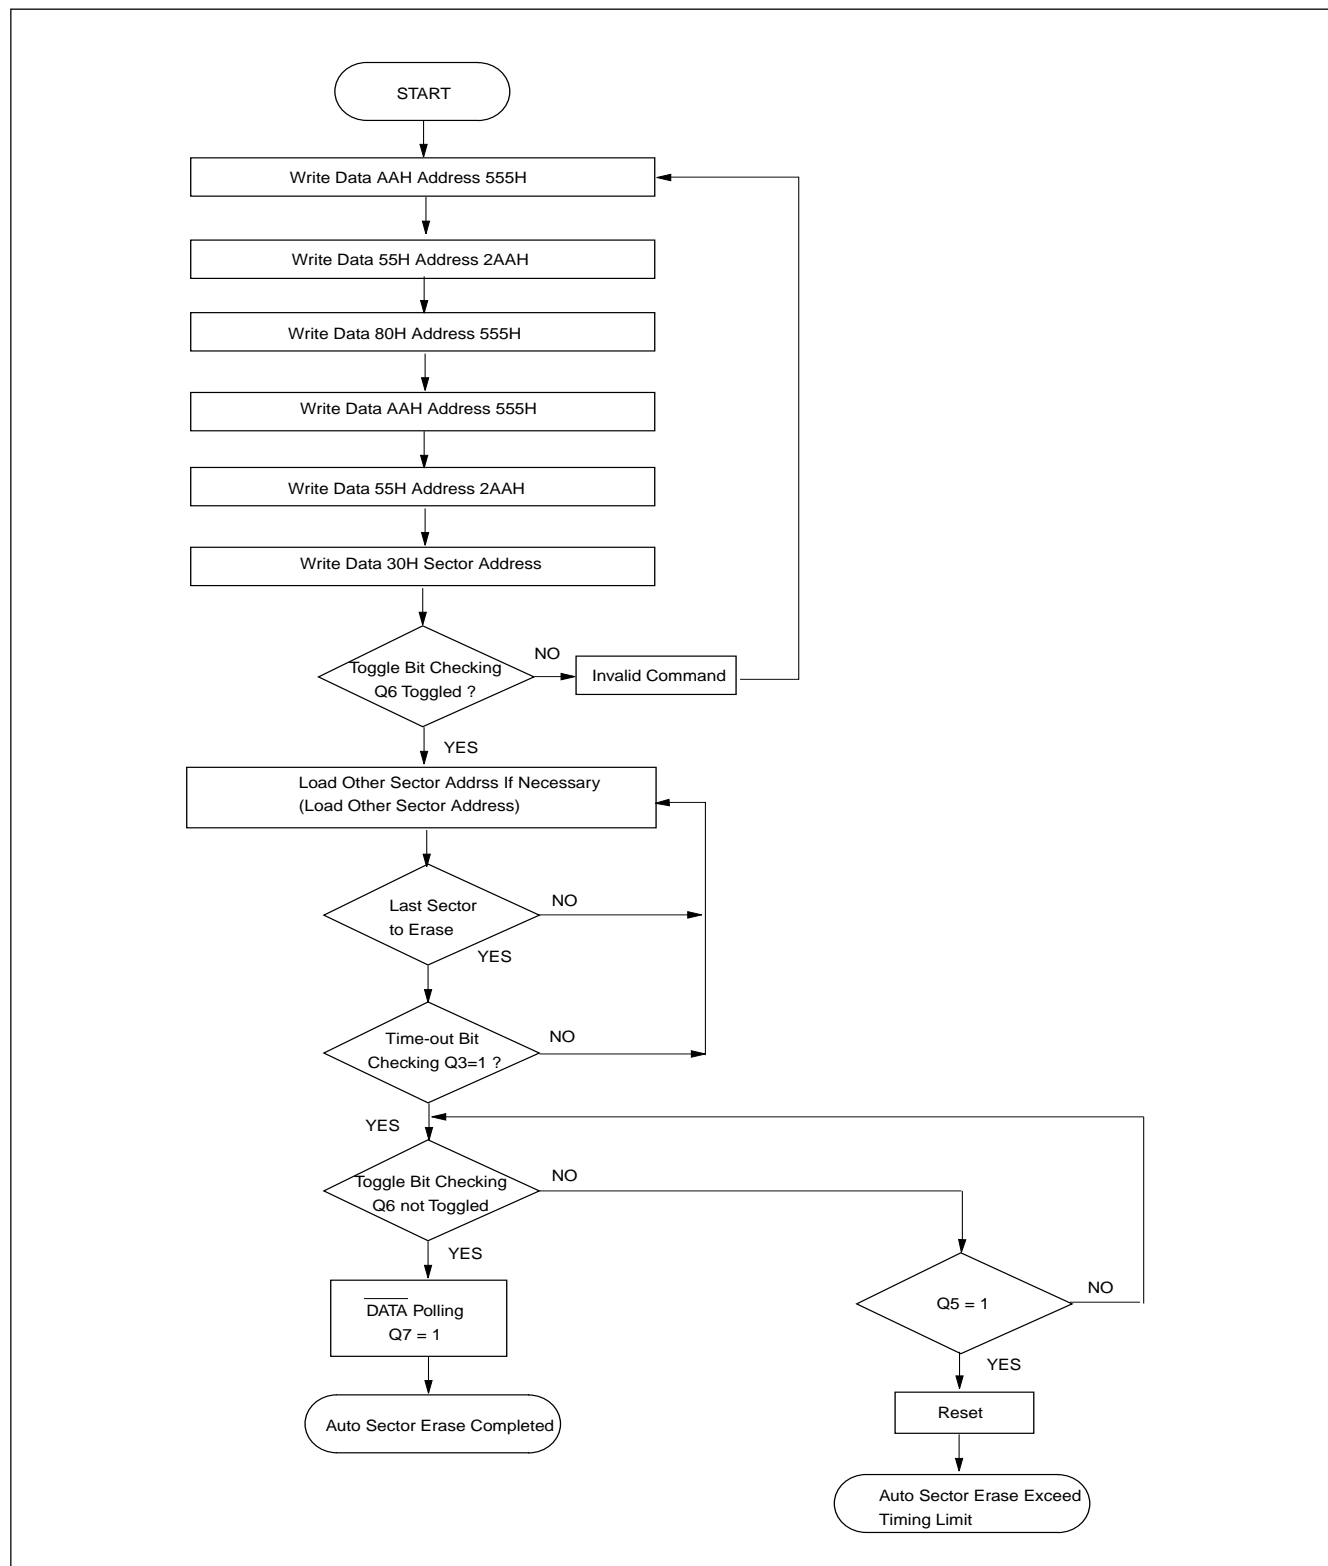 START
Write Data AAH Address 555H
Write Data 55H Address 2AAH
Write Data 80H Address 555H
Write Data AAH Address 555H
Write Data 55H Address 2AAH
Write Data 30H Sector Address
Toggle Bit Checking
Q6 Toggled ?
NO
Invalid Command
YES
Load Other Sector Addrss If Necessary
(Load Other Sector Address)
Last Sector
to Erase
NO
YES
Time-out Bit
Checking Q3=1 ?
NO
YES
Toggle Bit Checking
Q6 not Toggled
NO
YES
DATA Polling
Q7 = 1
Q5 = 1
NO
YES
Auto Sector Erase Completed
Reset
Auto Sector Erase Exceed
Timing Limit